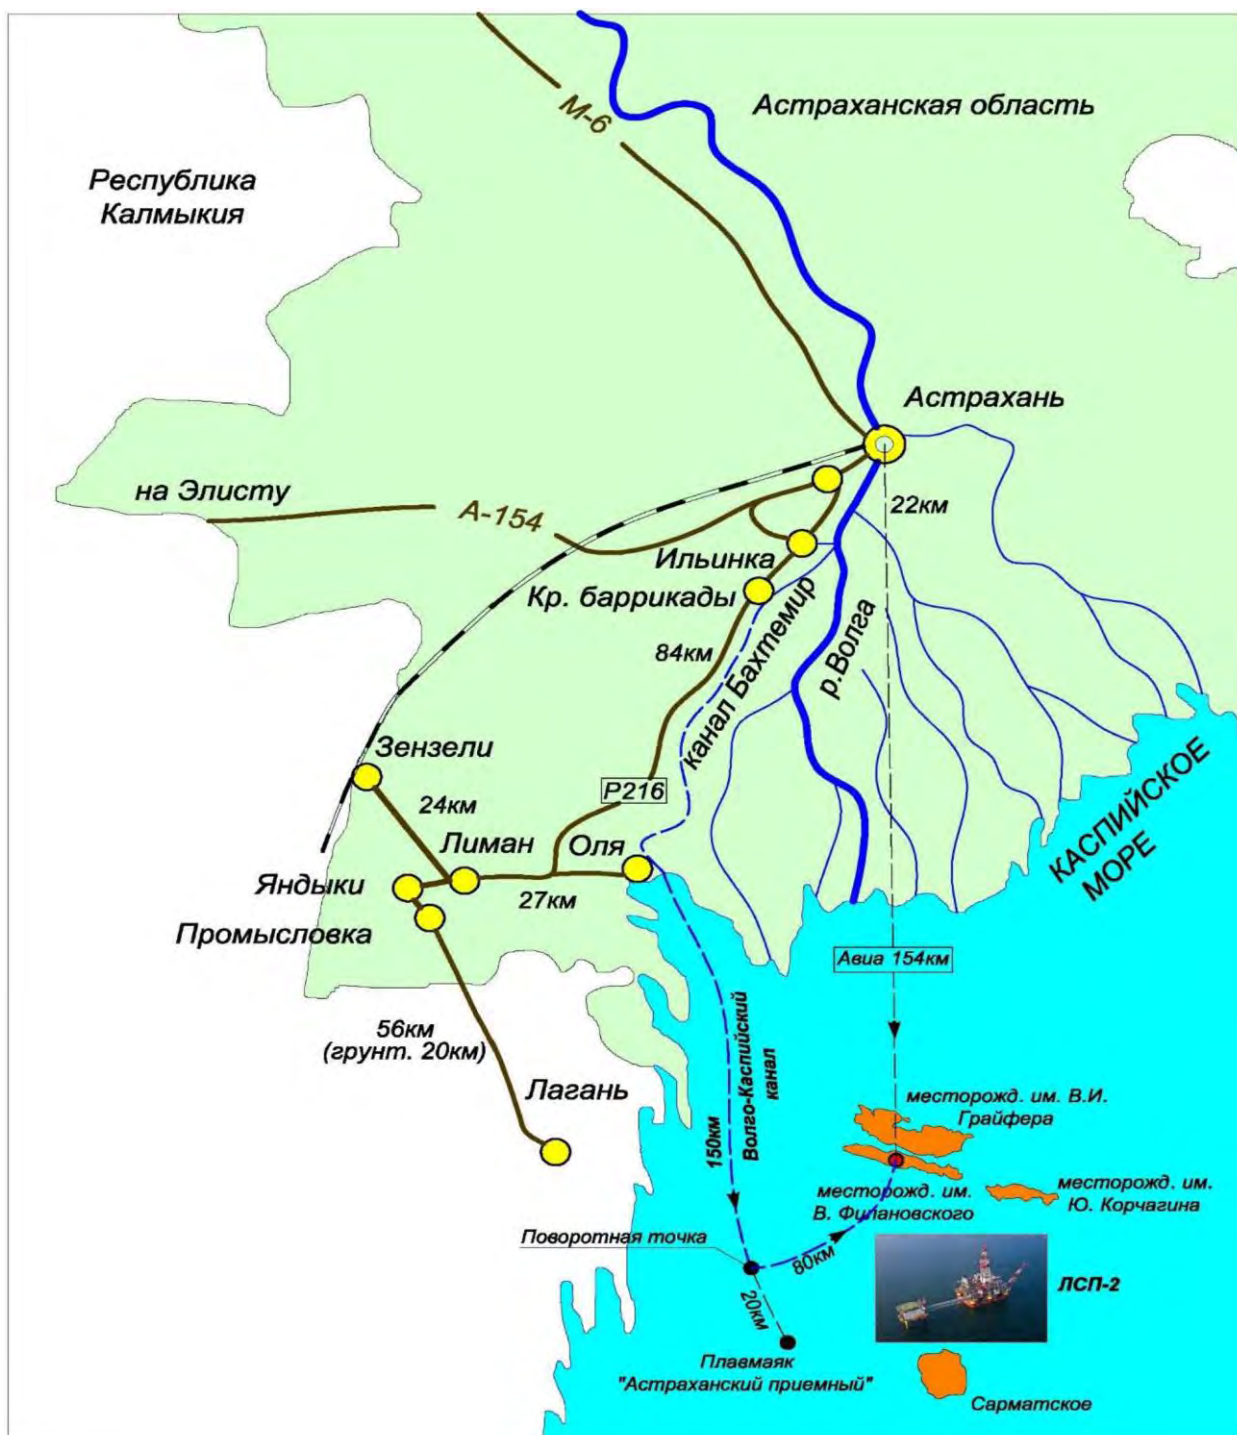 М-6
Астраханская область
Республика
Калмыкия
Астрахань
на Элисту
А-154
22км
Ильинка
Кр. баррикады
канал Бахтемир
р.Волга
84км
Зензели
Р216
24км
Лиман
Оля
КАСПИЙСКОЕ
МОРЕ
Яндыки
27км
Промысловка
Авиа 154км
56км
(грунт. 20км)
Волго-Каспийский
канал
150км
Лагань
месторожд. им. В.И.
Грайфера
месторожд. им.
В. Филановского
месторожд. им.
Ю. Корчагина
Поворотная точка
80км
20км
ЛСП-2
Плавмаяк
"Астраханский приемный"
Сарматское